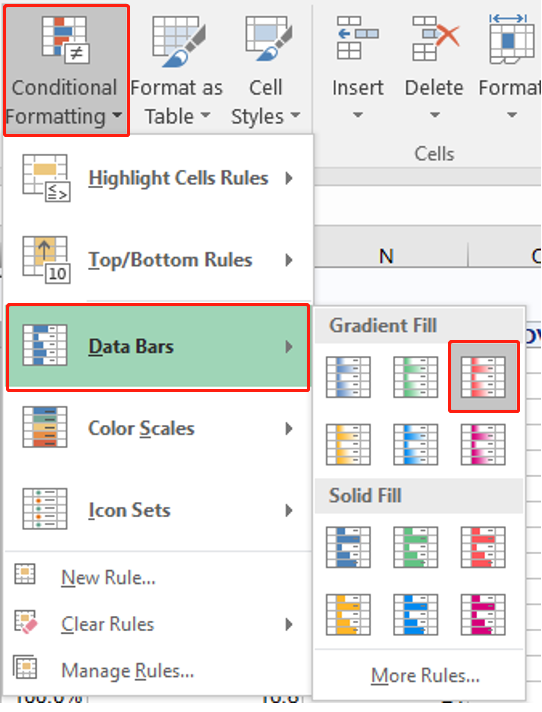 Conditional Formatting
Format as Table
Cell Styles
Insert
Delete
Format
Cells
Highlight Cells Rules
Top/Bottom Rules
10
N
Data Bars
Gradient Fill
Color Scales
Solid Fill
Icon Sets
New Rule...
Clear Rules
Manage Rules...
More Rules...